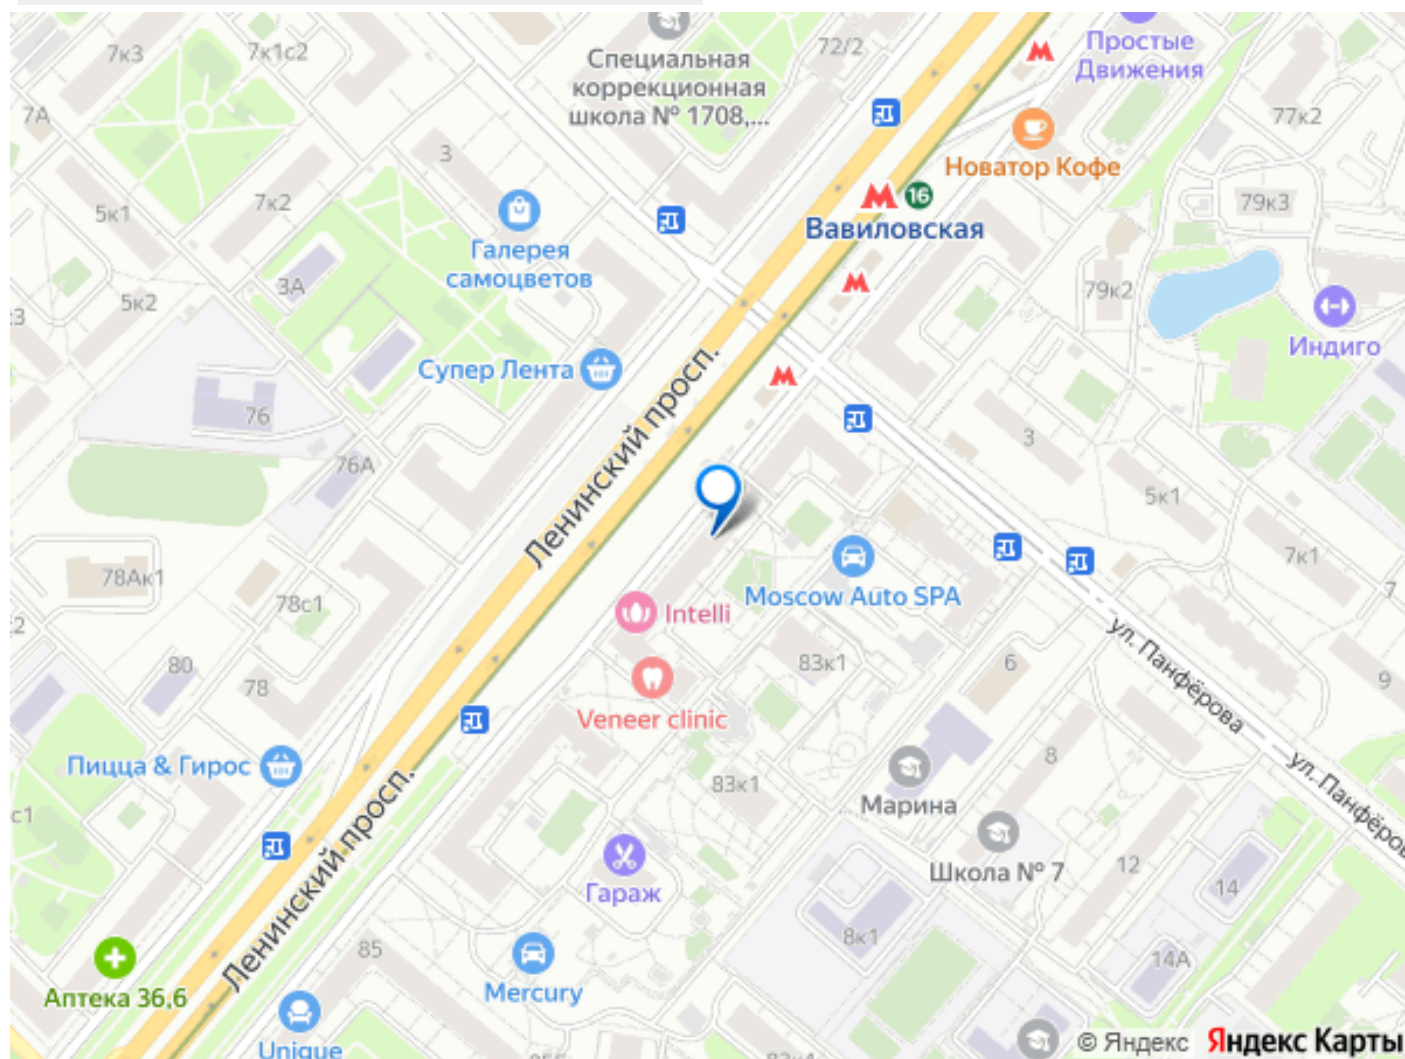 7к3
7к1с2
Специальная
коррекционная
школа № 1708,...
72/2
Простые
Движения
7А
3
77к2
Новатор Кофе
7к2
5к1
16
79к3
Вавиловская
Галерея
самоцветов
3А
5к2
79к2
3
Индиго
Супер Лента
Ленинский просп.
76
3
76А
5к1
7к1
78Ак1
78с1
Moscow Auto SPA
7
Intelli
2
ул. Панфёрова
80
83к1
6
9
78
Veneer clinic
Пицца & Гирос
8
ул. Панфёрова
83к1
Марина
с1
Ленинский просп.
Школа № 7
12
14
Гараж
85
8к1
14А
Аптека 36,6
Mercury
Unique
© Яндекс Яндекс Карты